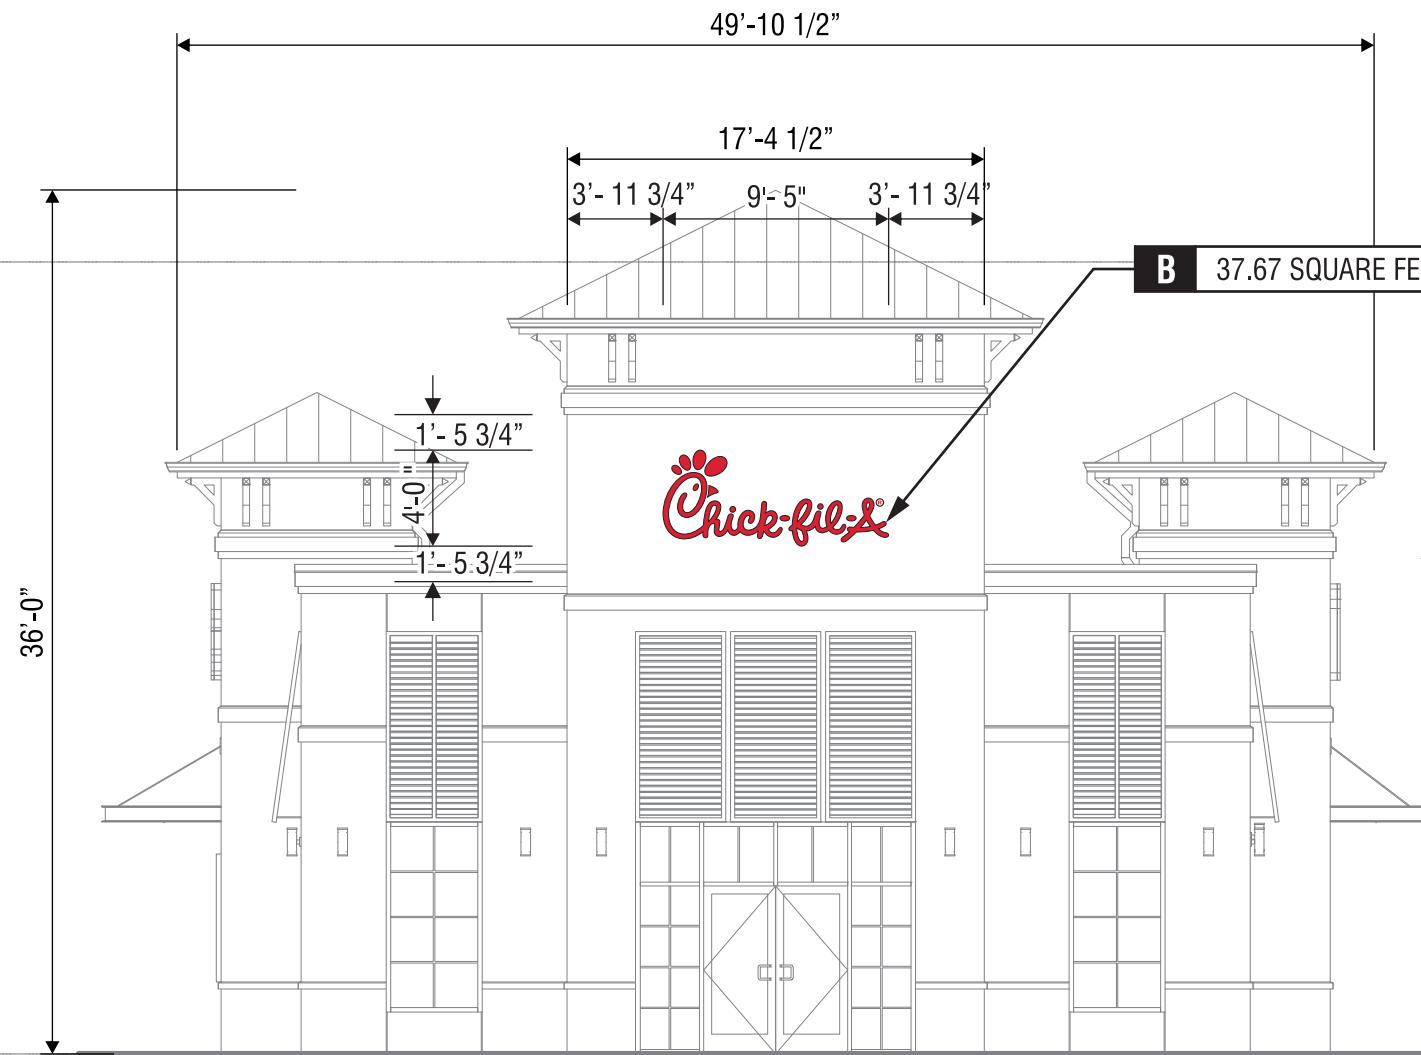 49’-10 1/2”
17’-4 1/2”
3’- 11 3/4”
9'- 5"
3’- 11 3/4”
B 37.67 SQUARE FE
1’- 5 3/4”
4'-0 "
1’- 5 3/4”
Chick-fil-A®
36’-0”